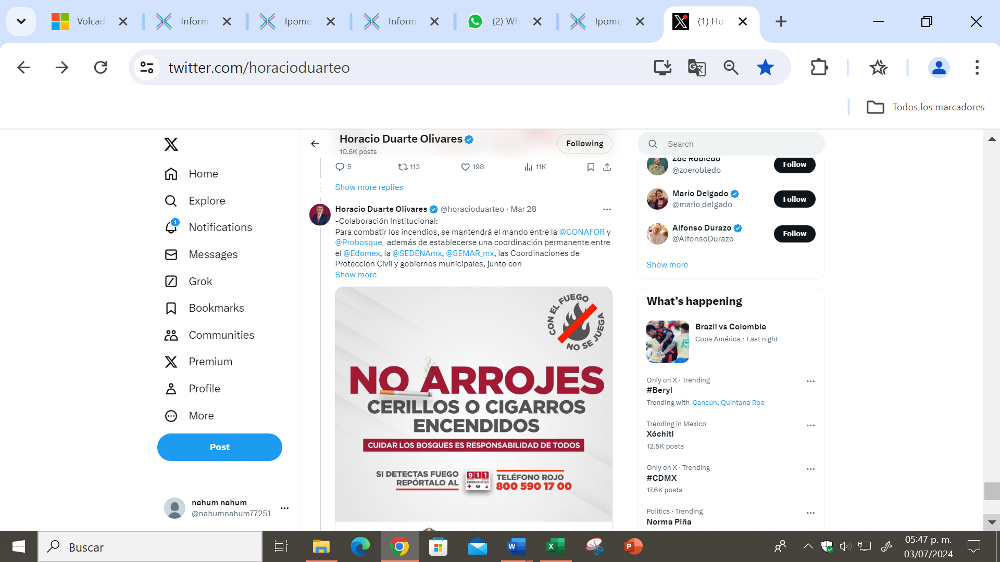 Volcad
Inform
Ipome
Inform
(2) Wh
Ipome
(1) Ho
twitter.com/horacioduarteo
Todos los marcadores
Home
Explore
1
Notifications
Messages
Grok
Bookmarks
Communities
Premium
Profile
More
Post
nahum nahum
@nahumnahum77251
Horacio Duarte Olivares
10.6K posts
Following
5 113 198 11K
Show more replies
Horacio Duarte Olivares @horacioduarteo · Mar 28
-Colaboración Institucional:
Para combatir los incendios, se mantendrá el mando entre la @CONAFOR y
@Probosque_ además de establecerse una coordinación permanente entre
el @Edomex, la @SEDENAmx, @SEMAR_mx, las Coordinaciones de
Protección Civil y gobiernos municipales, junto con
Show more
CON EL FUEGO
NO SE JUEGA
NO ARROJES
CERILLOS O CIGARROS
ENCENDIDOS
CUIDAR LOS BOSQUES ES RESPONSABILIDAD DE TODOS
SI DETECTAS FUEGO
REPÓRTALO AL
911
EMERGENCIAS
TELÉFONO ROJO
800 590 17 00
Search
Zoé Robledo
@zoerobledo
Follow
Mario Delgado
@mario_delgado
Follow
Alfonso Durazo
@AlfonsoDurazo
Follow
Show more
What's happening
Brazil vs Colombia
Copa América · Last night
Only on X · Trending
#Beryl
Trending with Cancún, Quintana Roo
Trending in Mexico
Xóchitl
12.5K posts
Only on X · Trending
#CDMX
17.6K posts
Politics · Trending
Norma Piña
Buscar
05:47 p. m.
03/07/2024